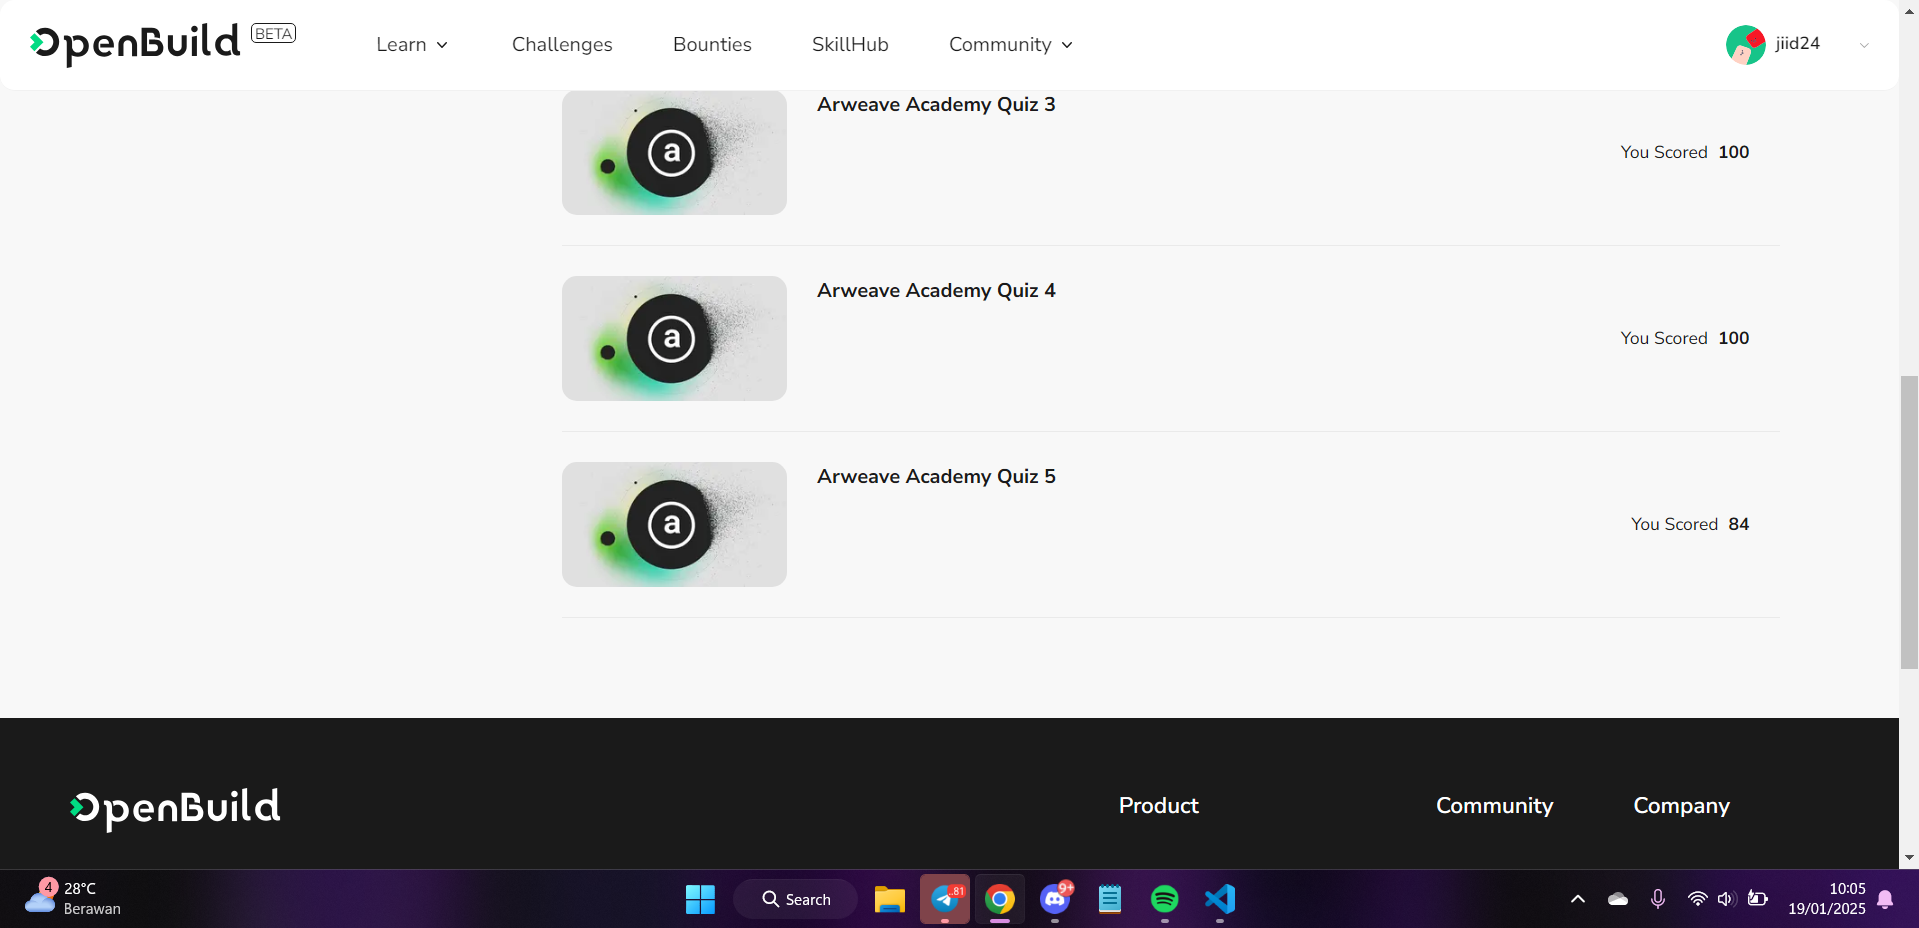 OpenBuild BETA
Learn
Challenges
Bounties
SkillHub
Community
jiid24
Arweave Academy Quiz 3
You Scored 100
a
Arweave Academy Quiz 4
You Scored 100
a
Arweave Academy Quiz 5
You Scored 84
a
OpenBuild
Product
Community
Company
4
28°C
Berawan
Search
.81
9+
10:05
19/01/2025